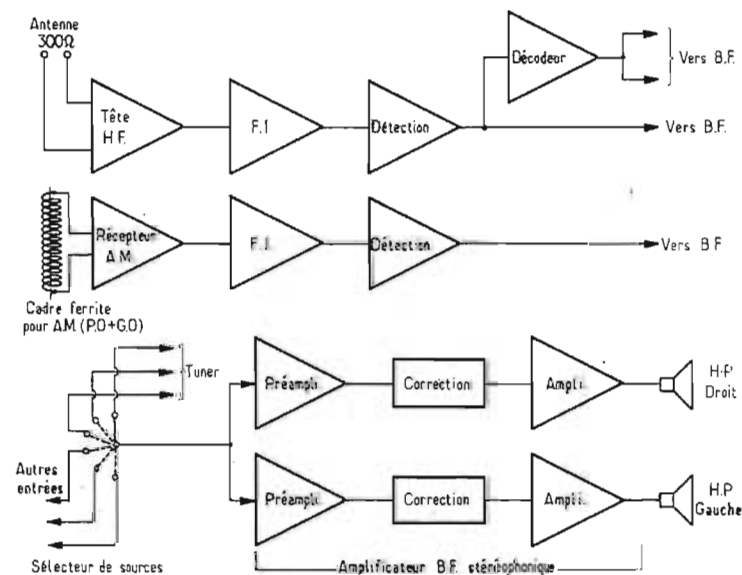 Antenne
300Ω
Tête
H.F.
F.I
Détection
Décodeur
Vers B.F.
Vers B.F.
Récepteur
A.M.
F.I.
Détection
Vers B.F
Cadre ferrite
pour A.M. (P.O+G.O)
Tuner
Autres
entrées
Sélecteur de sources
Préampli
Correction
Ampli.
H.P
Droit
Préampli
Correction
Ampli.
H.P
Gauche
Amplificateur B.F. stéréophonique